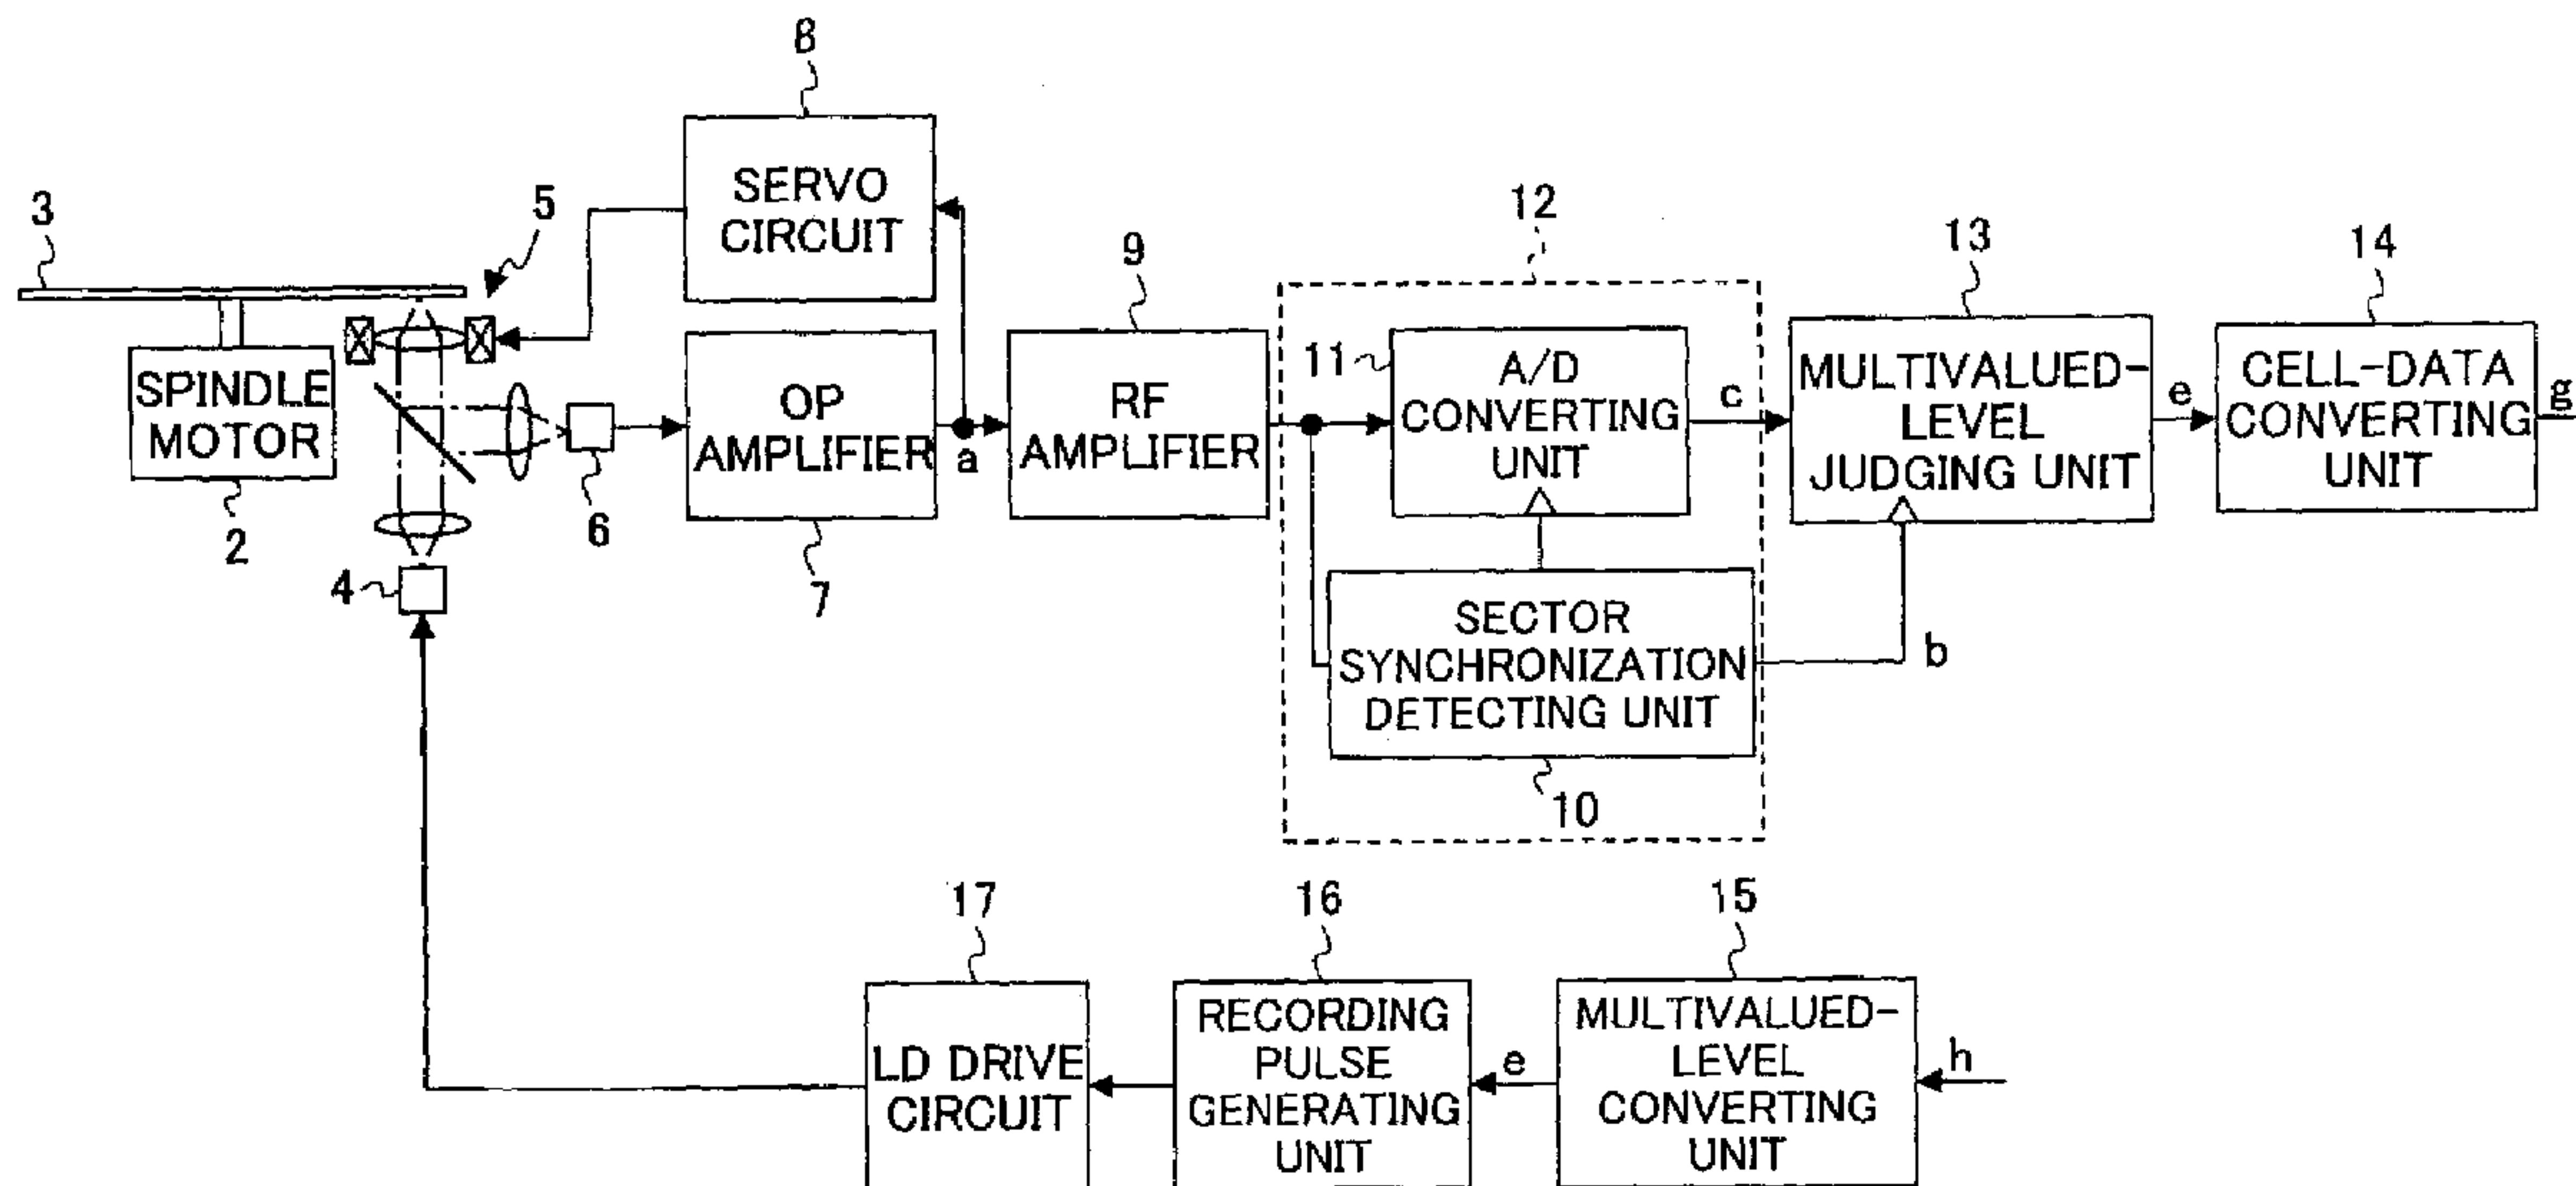 8
SERVO
CIRCUIT
3
5
12
9
13
14
SPINDLE
MOTOR
2
OP
AMPLIFIER
7
a
RF
AMPLIFIER
11
A/D
CONVERTING
UNIT
c
MULTIVALUED-
LEVEL
JUDGING UNIT
e
CELL-DATA
CONVERTING
UNIT
g
6
4
SECTOR
SYNCHRONIZATION
DETECTING UNIT
b
10
17
16
15
LD DRIVE
CIRCUIT
RECORDING
PULSE
GENERATING
UNIT
e
MULTIVALUED-
LEVEL
CONVERTING
UNIT
h